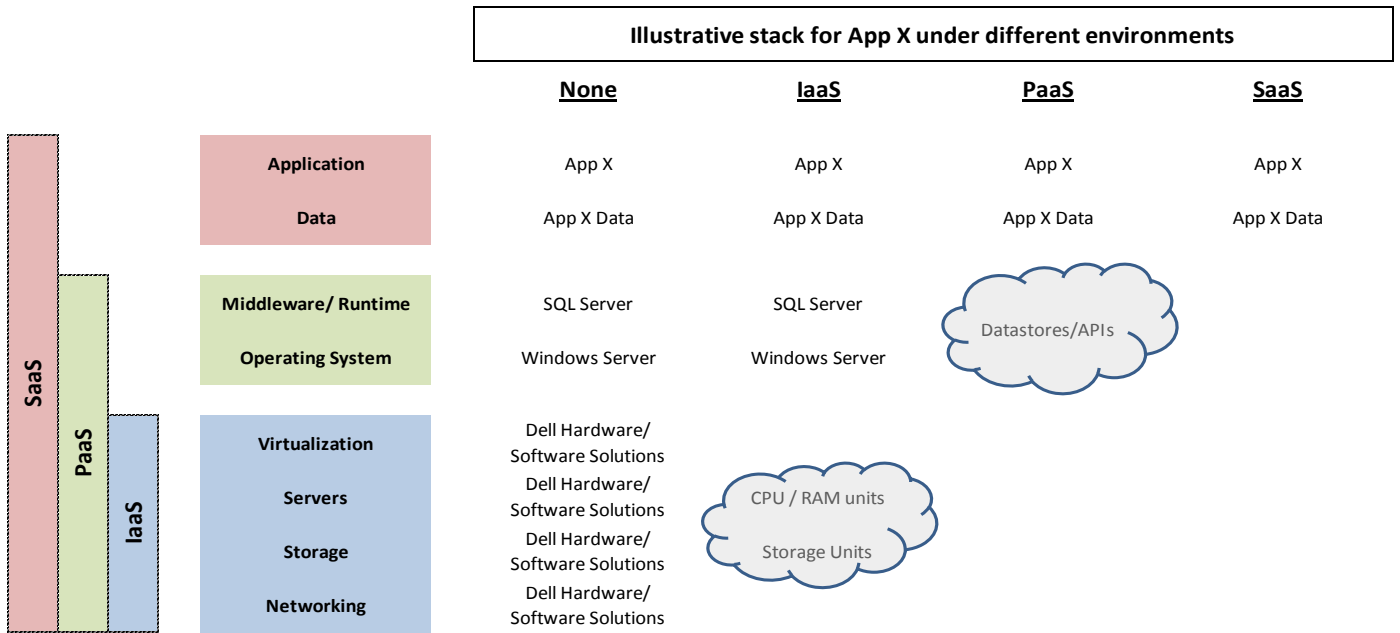 Illustrative stack for App X under different environments
None IaaS PaaS SaaS
Application App X App X App X App X
Data App X Data App X Data App X Data App X Data
Middleware/ Runtime SQL Server SQL Server
Datastores/APIs
Operating System Windows Server Windows Server
Dell Hardware/
Virtualization
Software Solutions
Dell Hardware/
Servers CPU / RAM units
Software Solutions
Dell Hardware/
Storage Storage Units
Software Solutions
Dell Hardware/
Networking
Software Solutions
SaaS
PaaS
IaaS